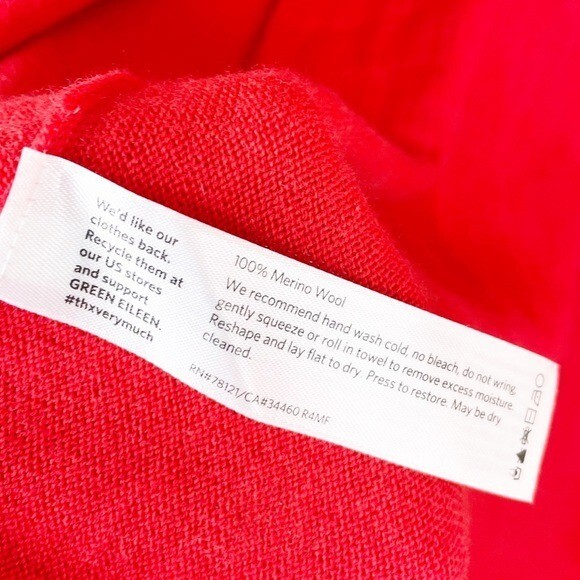 We'd like our
clothes back.
Recycle them at
our US stores
and support
GREEN EILEEN.
#thxverymuch
100% Merino Wool
We recommend hand wash cold, no bleach, do not wring,
gently squeeze or roll in towel to remove excess moisture.
Reshape and lay flat to dry. Press to restore. May be dry
cleaned.
RN#78121/CA#34460 R4MF